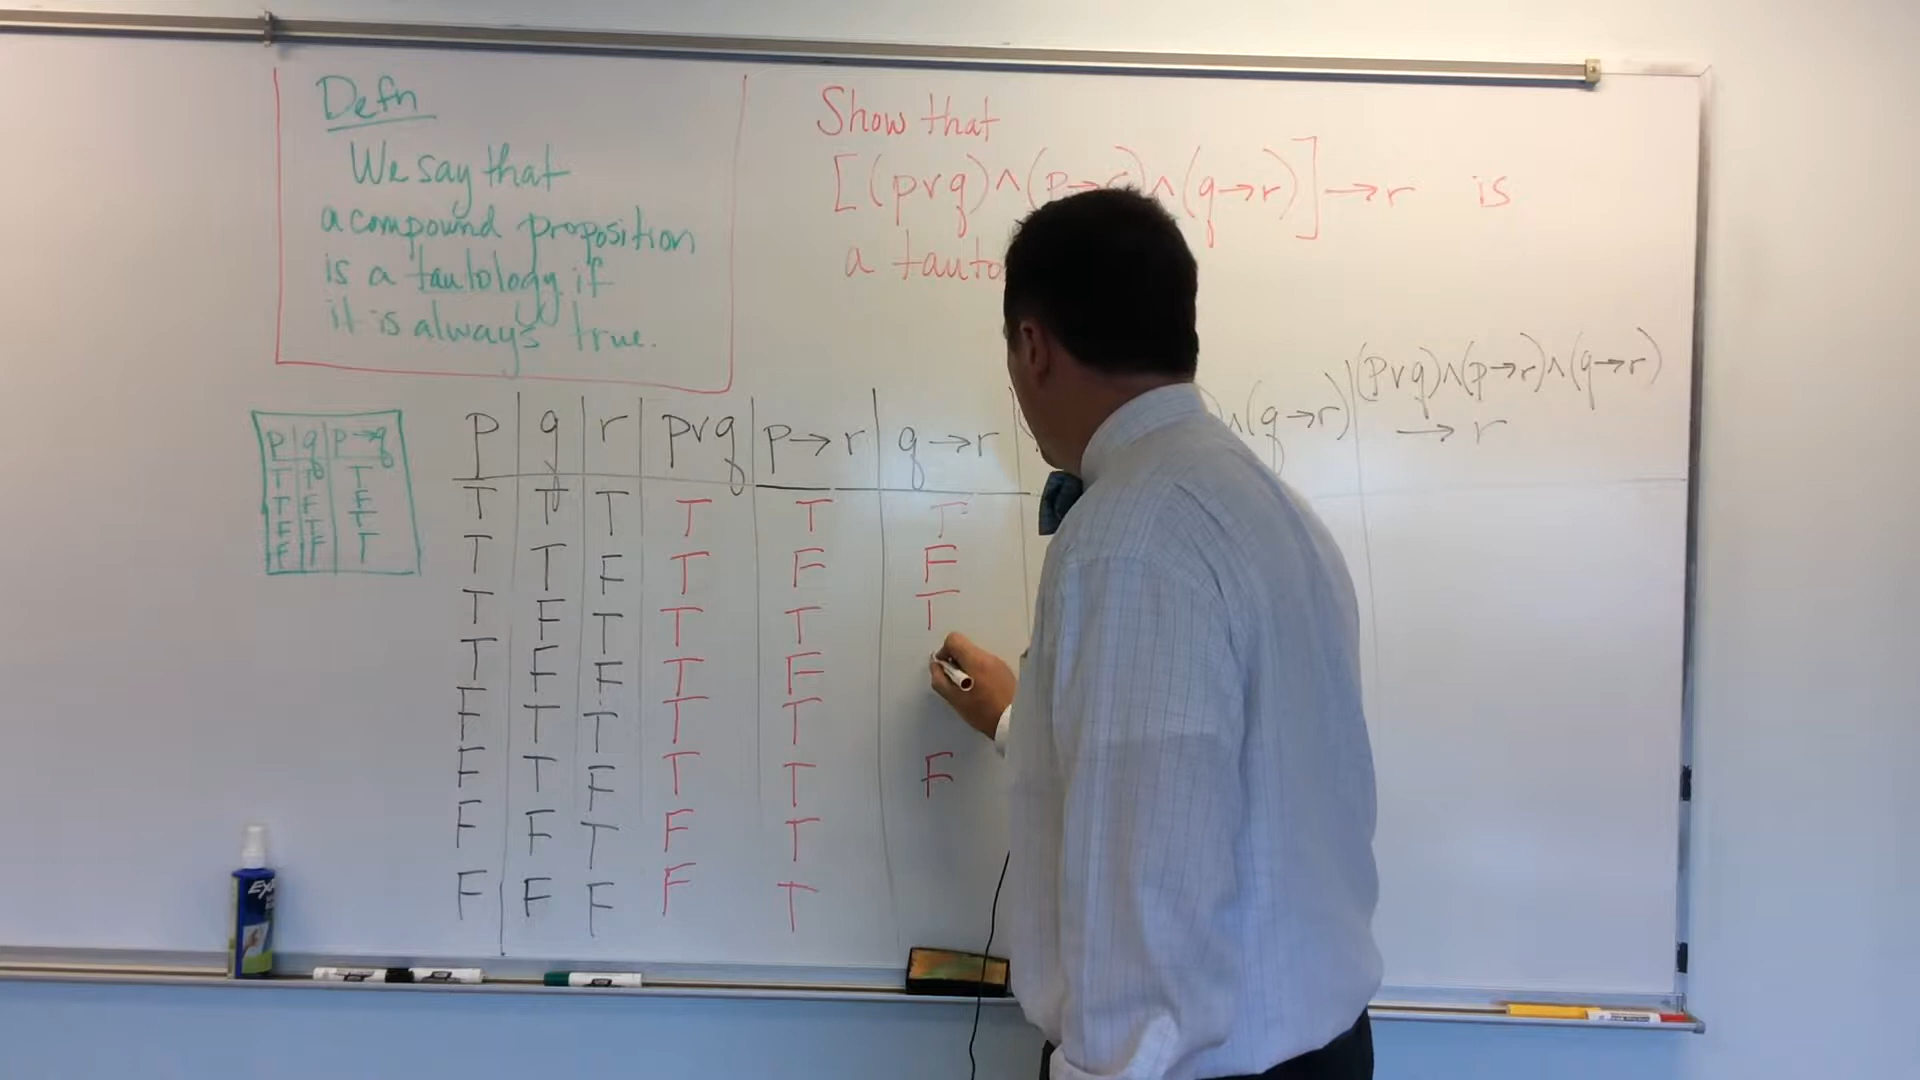 Defn
We say that
a compound proposition
is a tautology if
it is always true.
Show that
[(p∨q)∧(p→r)∧(q→r)]→r is
a tauto
p q p→q
T T T
T F F
F T T
F F T
p q r p∨q p→r q→r ∧(q→r) (p∨q)∧(p→r)∧(q→r)
→r
T T T T T T
T T F T F F
T F T T T T
T F F T F
F T T T T
F T F T T F
F F T F T
F F F F T